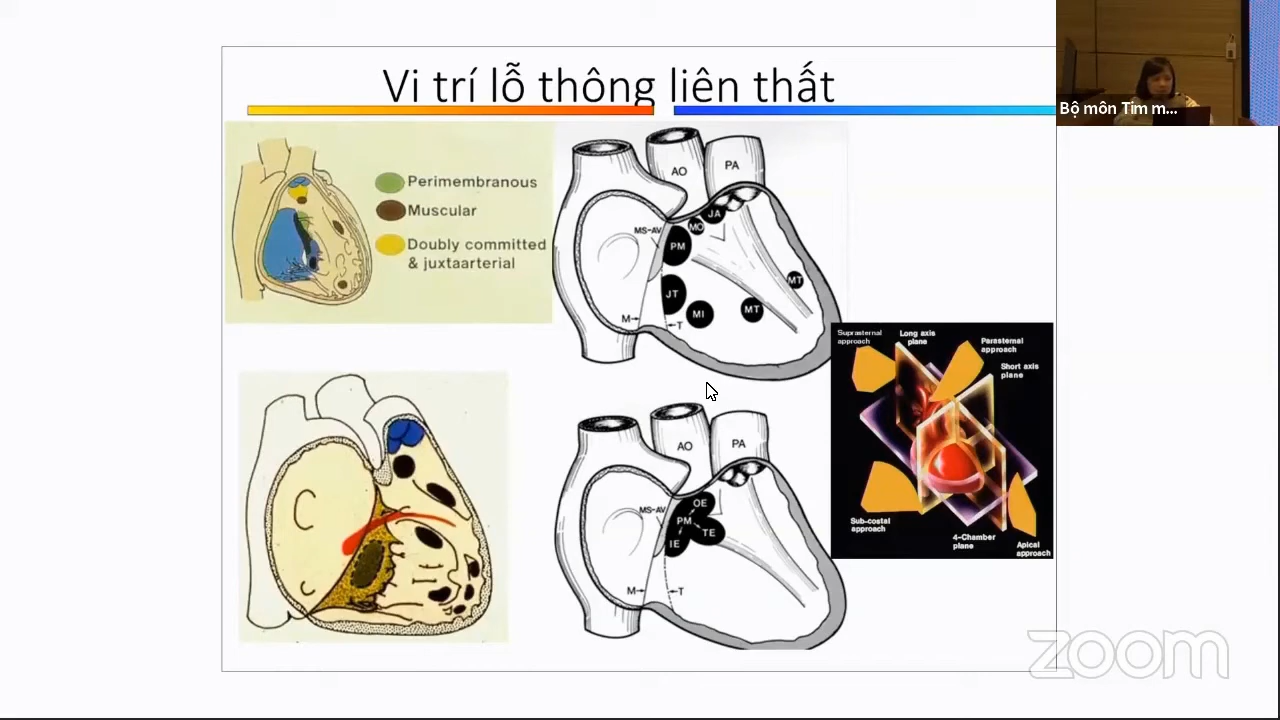 Vi trí lỗ thông liên thất
Bộ môn Tim m...
Perimembranous
Muscular
Doubly committed
& juxtaarterial
AO
PA
JA
MO
MS-AV
PM
MT
JT
MI
MT
M
T
Suprasternal
approach
Long axis
plane
Parasternal
approach
Short axis
plane
Sub-costal
approach
4-Chamber
plane
Apical
approach
AO
PA
OE
MS-AV
PM
TE
IE
M
T
zoom